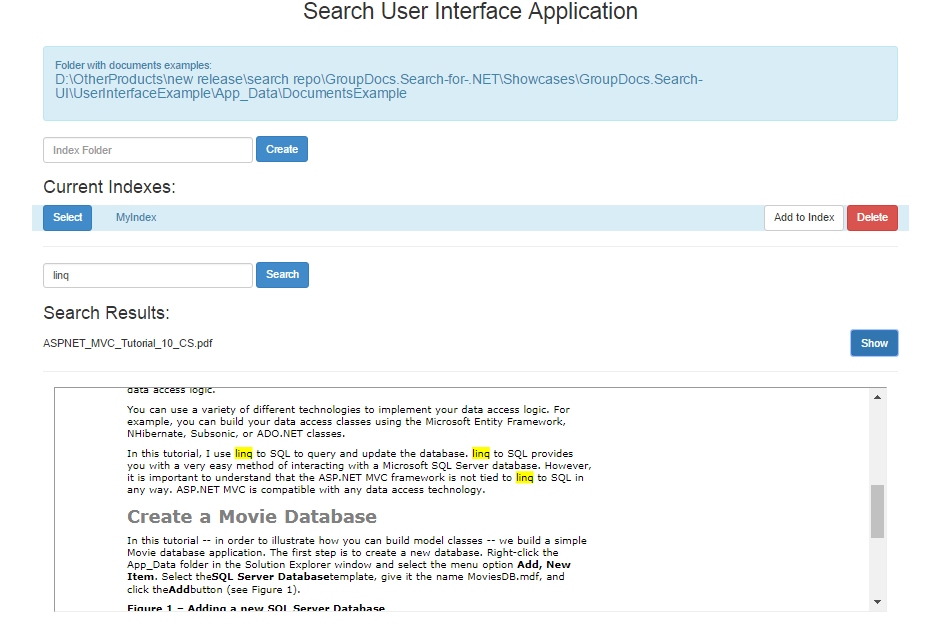 Search User Interface Application
Folder with documents examples:
D:\OtherProducts\new release\search repo\GroupDocs.Search-for-.NET\Showcases\GroupDocs.Search-
UI\UserInterfaceExample\App_Data\DocumentsExample
Index Folder Create
Current Indexes:
Select MyIndex Add to Index Delete
linq Search
Search Results:
ASPNET_MVC_Tutorial_10_CS.pdf Show
data access logic.
You can use a variety of different technologies to implement your data access logic. For
example, you can build your data access classes using the Microsoft Entity Framework,
NHibernate, Subsonic, or ADO.NET classes.
In this tutorial, I use linq to SQL to query and update the database. linq to SQL provides
you with a very easy method of interacting with a Microsoft SQL Server database. However,
it is important to understand that the ASP.NET MVC framework is not tied to linq to SQL in
any way. ASP.NET MVC is compatible with any data access technology.
Create a Movie Database
In this tutorial -- in order to illustrate how you can build model classes -- we build a simple
Movie database application. The first step is to create a new database. Right-click the
App_Data folder in the Solution Explorer window and select the menu option Add, New
Item. Select theSQL Server Databasetemplate, give it the name MoviesDB.mdf, and
click theAddbutton (see Figure 1).
Figure 1 – Adding a new SQL Server Database